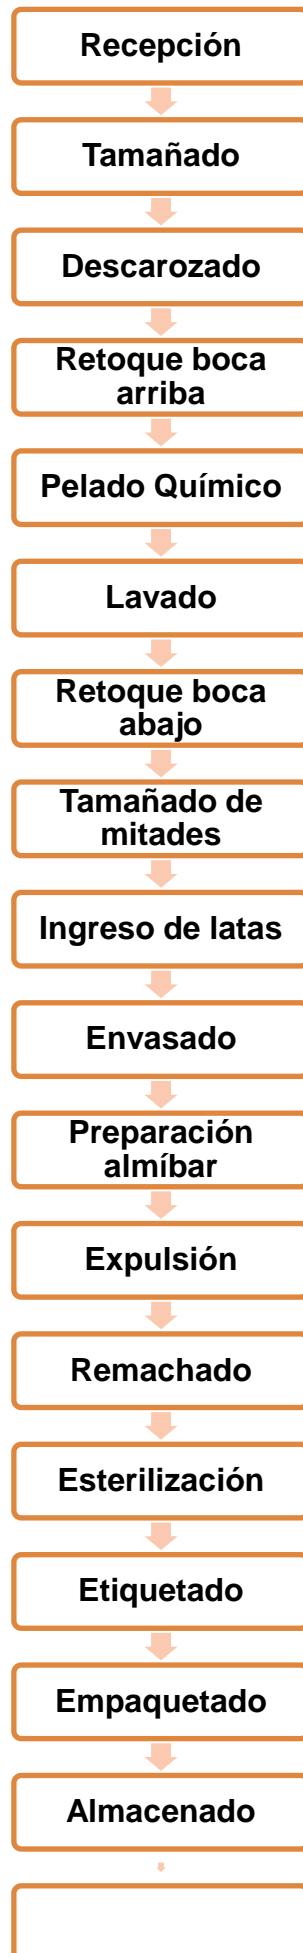 Recepción
Tamañado
Descarozado
Retoque boca
arriba
Pelado Químico
Lavado
Retoque boca
abajo
Tamañado de
mitades
Ingreso de latas
Envasado
Preparación
almíbar
Expulsión
Remachado
Esterilización
Etiquetado
Empaquetado
Almacenado